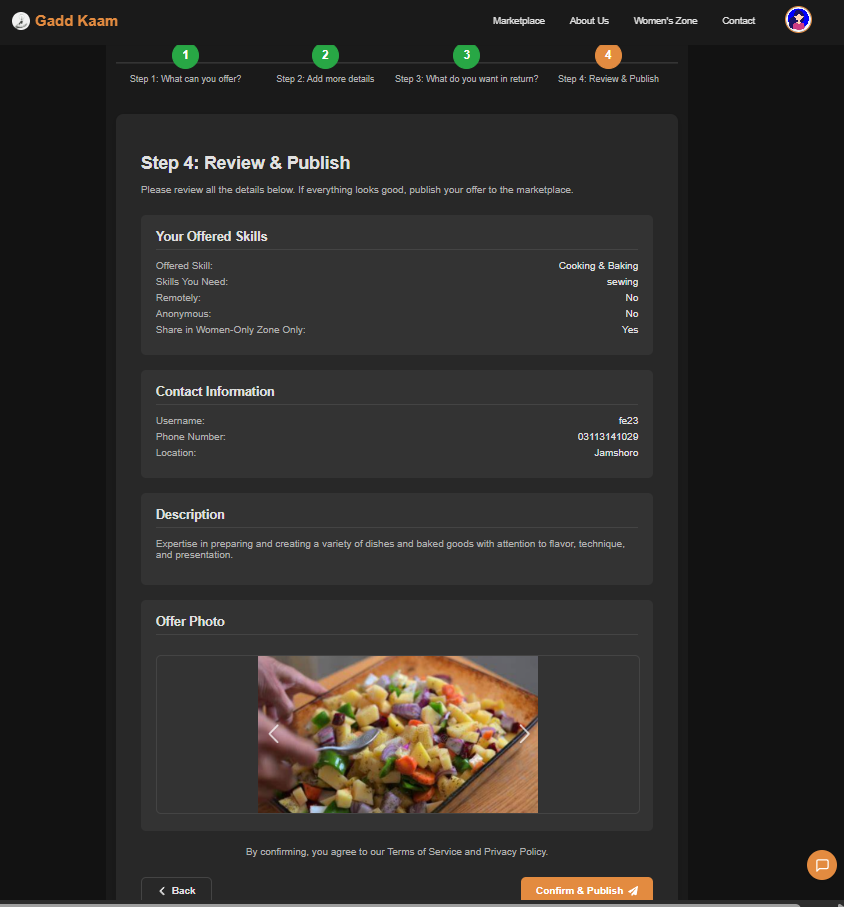 Gadd Kaam
Marketplace About Us Women's Zone Contact
1 2 3 4
Step 1: What can you offer? Step 2: Add more details Step 3: What do you want in return? Step 4: Review & Publish
Step 4: Review & Publish
Please review all the details below. If everything looks good, publish your offer to the marketplace.
Your Offered Skills
Offered Skill: Cooking & Baking
Skills You Need: sewing
Remotely: No
Anonymous: No
Share in Women-Only Zone Only: Yes
Contact Information
Username: fe23
Phone Number: 03113141029
Location: Jamshoro
Description
Expertise in preparing and creating a variety of dishes and baked goods with attention to flavor, technique,
and presentation.
Offer Photo
By confirming, you agree to our Terms of Service and Privacy Policy.
Back Confirm & Publish